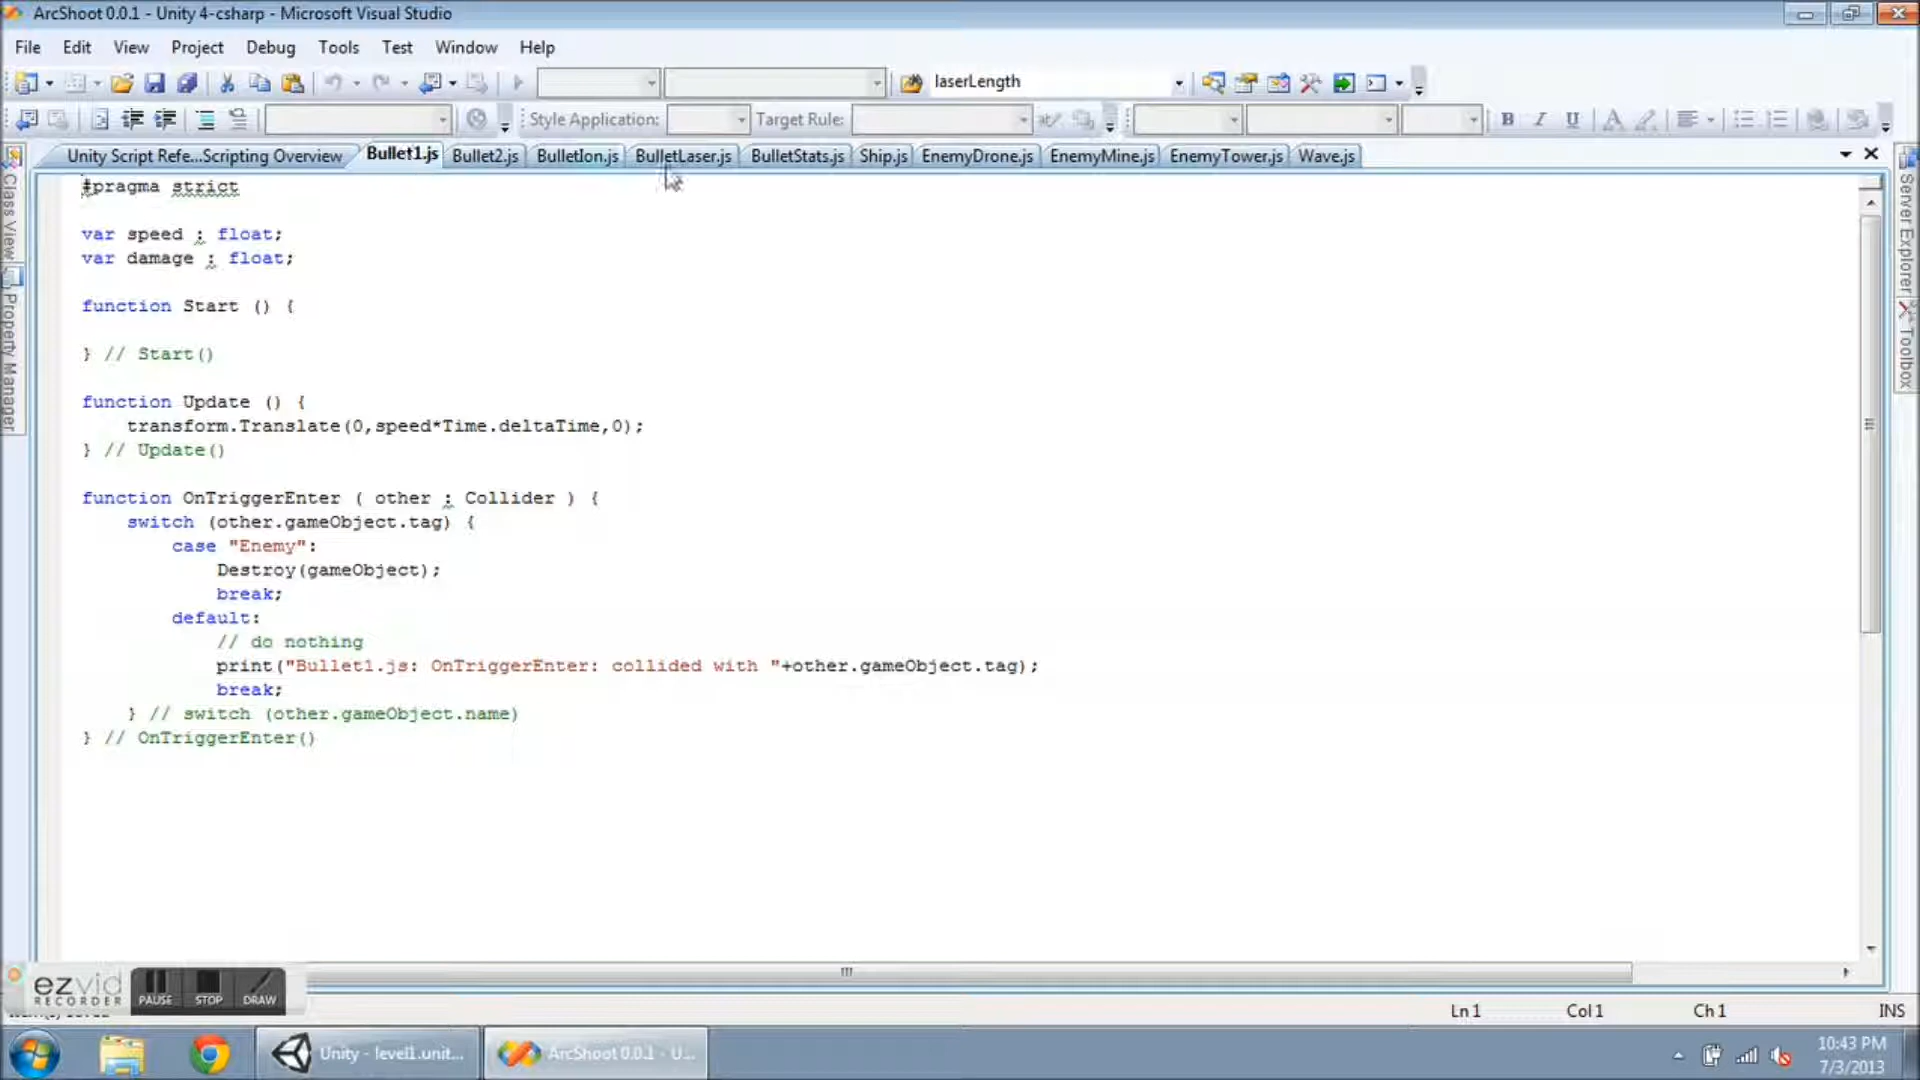 ArcShoot 0.0.1 - Unity 4-csharp - Microsoft Visual Studio
File Edit View Project Debug Tools Test Window Help
laserLength
Style Application: Target Rule:
Unity Script Refe...Scripting Overview Bullet1.js Bullet2.js BulletIon.js BulletLaser.js BulletStats.js Ship.js EnemyDrone.js EnemyMine.js EnemyTower.js Wave.js
Class View
Property Manager
Server Explorer
Toolbox
#pragma strict
var speed : float;
var damage : float;
function Start () {
} // Start()
function Update () {
transform.Translate(0,speed*Time.deltaTime,0);
} // Update()
function OnTriggerEnter ( other : Collider ) {
switch (other.gameObject.tag) {
case "Enemy":
Destroy(gameObject);
break;
default:
// do nothing
print("Bullet1.js: OnTriggerEnter: collided with "+other.gameObject.tag);
break;
} // switch (other.gameObject.name)
} // OnTriggerEnter()
ezvid
RECORDER
PAUSE STOP DRAW
Ln 1 Col 1 Ch 1 INS
Unity - level1.unit... ArcShoot 0.0.1 - U...
10:43 PM
7/3/2013